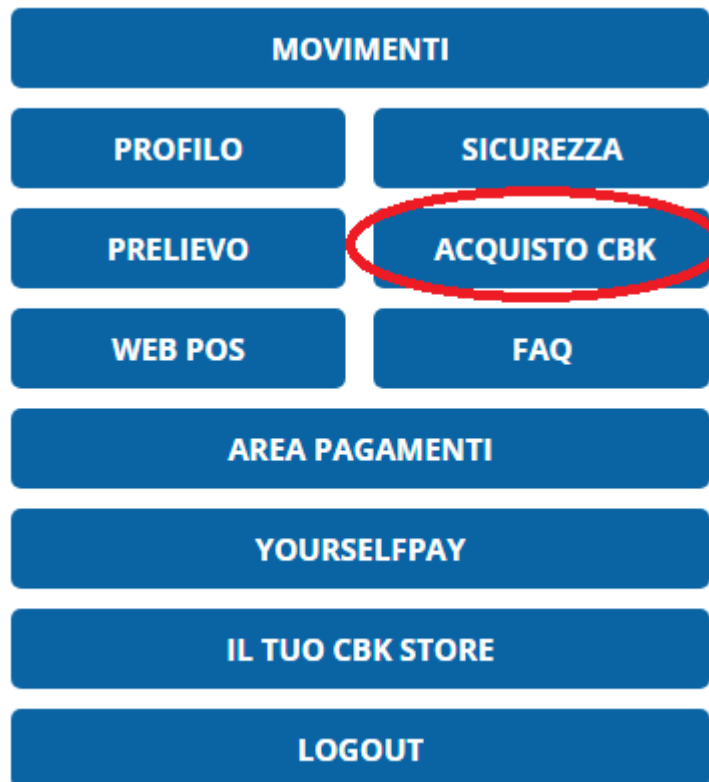 MOVIMENTI
PROFILO SICUREZZA
PRELIEVO ACQUISTO CBK
WEB POS FAQ
AREA PAGAMENTI
YOURSELFPAY
IL TUO CBK STORE
LOGOUT